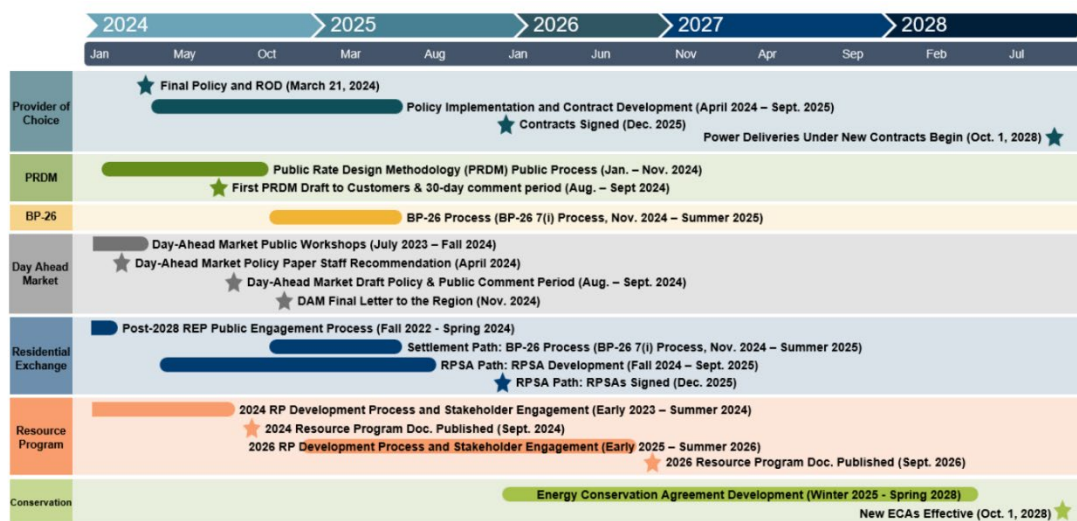 2024 2025 2026 2027 2028
Jan May Oct Mar Aug Jan Jun Nov Apr Sep Feb Jul
Provider of
Choice
Final Policy and ROD (March 21, 2024)
Policy Implementation and Contract Development (April 2024 – Sept. 2025)
Contracts Signed (Dec. 2025)
Power Deliveries Under New Contracts Begin (Oct. 1, 2028)
PRDM
Public Rate Design Methodology (PRDM) Public Process (Jan. – Nov. 2024)
First PRDM Draft to Customers & 30-day comment period (Aug. – Sept 2024)
BP-26
BP-26 Process (BP-26 7(i) Process, Nov. 2024 – Summer 2025)
Day Ahead
Market
Day-Ahead Market Public Workshops (July 2023 – Fall 2024)
Day-Ahead Market Policy Paper Staff Recommendation (April 2024)
Day-Ahead Market Draft Policy & Public Comment Period (Aug. – Sept. 2024)
DAM Final Letter to the Region (Nov. 2024)
Residential
Exchange
Post-2028 REP Public Engagement Process (Fall 2022 - Spring 2024)
Settlement Path: BP-26 Process (BP-26 7(i) Process, Nov. 2024 – Summer 2025)
RPSA Path: RPSA Development (Fall 2024 – Sept. 2025)
RPSA Path: RPSAs Signed (Dec. 2025)
Resource
Program
2024 RP Development Process and Stakeholder Engagement (Early 2023 – Summer 2024)
2024 Resource Program Doc. Published (Sept. 2024)
2026 RP Development Process and Stakeholder Engagement (Early 2025 – Summer 2026)
2026 Resource Program Doc. Published (Sept. 2026)
Conservation
Energy Conservation Agreement Development (Winter 2025 - Spring 2028)
New ECAs Effective (Oct. 1, 2028)